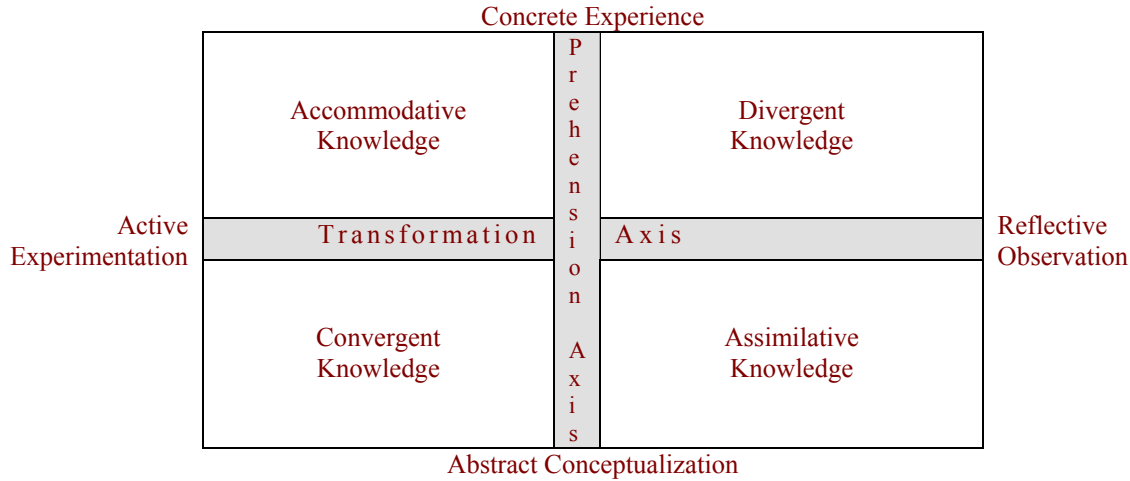 Concrete Experience
Accommodative
Knowledge
Prehension Axis
Divergent
Knowledge
Active
Experimentation
Transformation Axis
Reflective
Observation
Convergent
Knowledge
Assimilative
Knowledge
Abstract Conceptualization